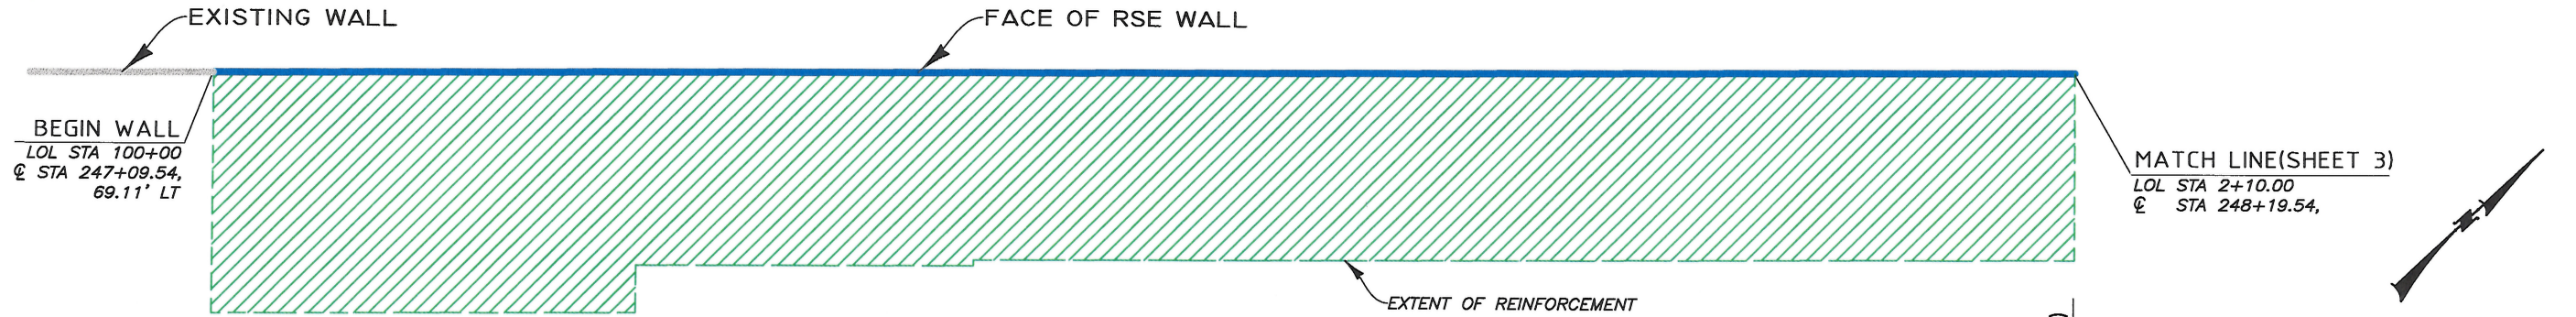 EXISTING WALL
FACE OF RSE WALL
BEGIN WALL
LOL STA 100+00
℄ STA 247+09.54,
69.11' LT
MATCH LINE(SHEET 3)
LOL STA 2+10.00
℄ STA 248+19.54,
EXTENT OF REINFORCEMENT